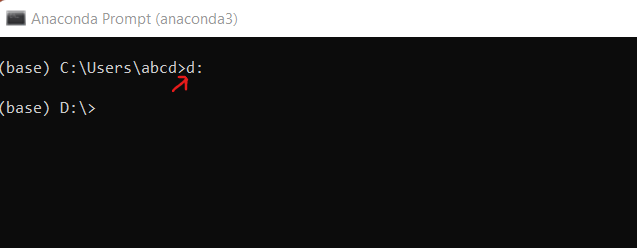 Anaconda Prompt (anaconda3)
(base) C:\Users\abcd>d:
(base) D:\>